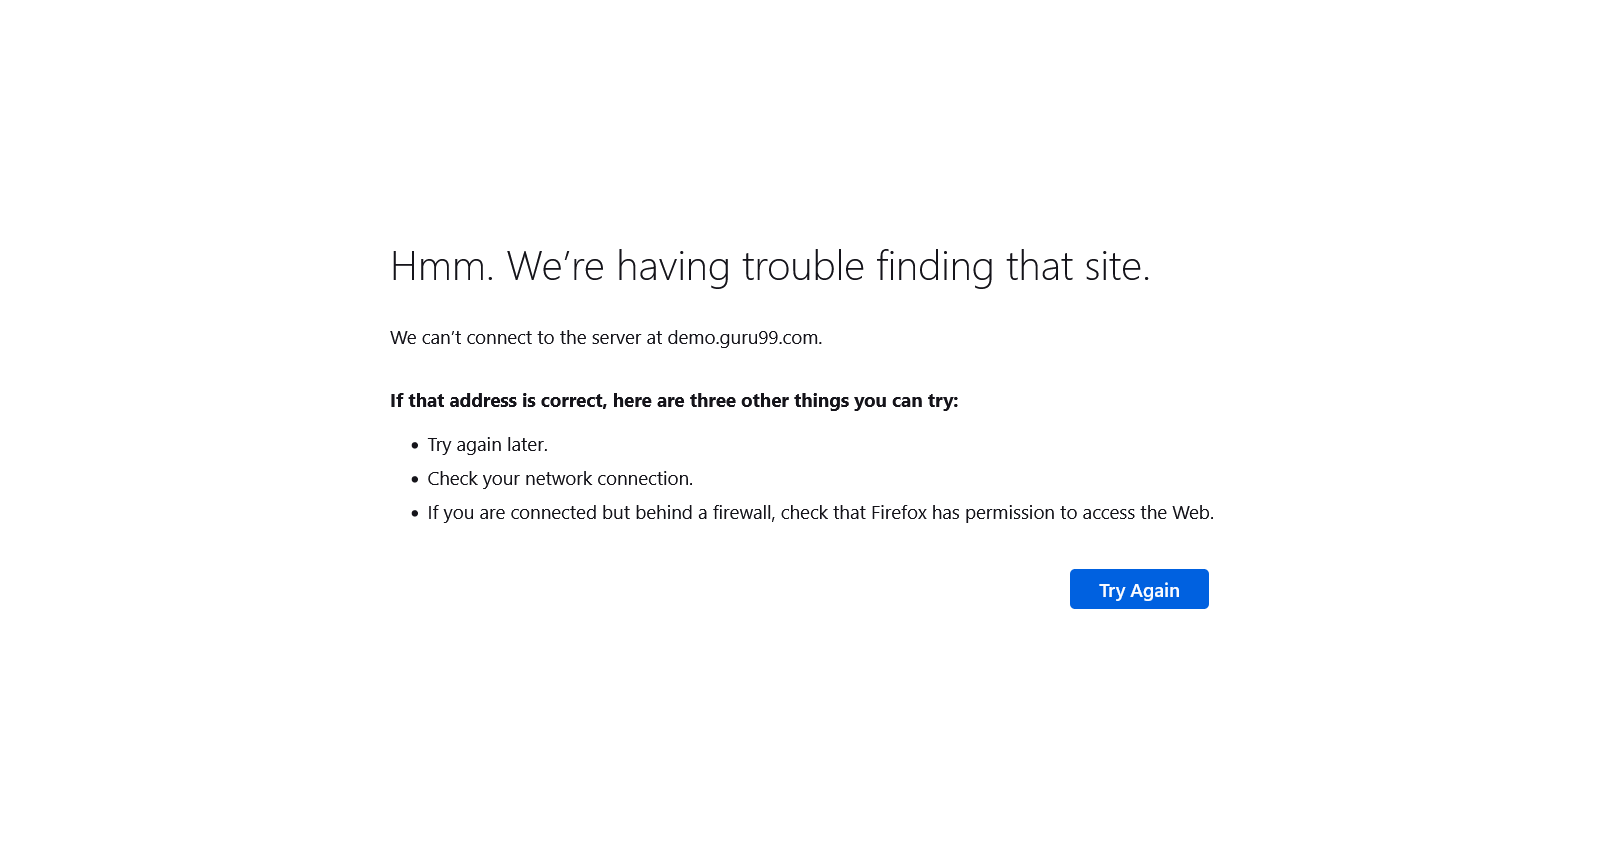 Hmm. We’re having trouble finding that site.
We can’t connect to the server at demo.guru99.com.
If that address is correct, here are three other things you can try:
• Try again later.
• Check your network connection.
• If you are connected but behind a firewall, check that Firefox has permission to access the Web.
Try Again